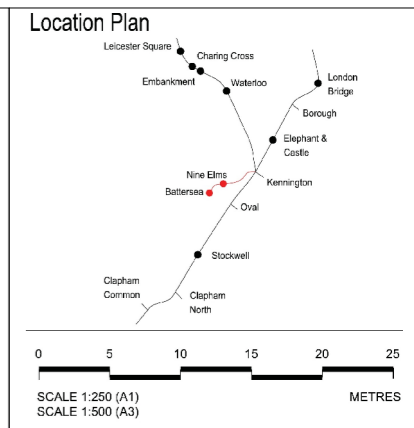 Location Plan
Leicester Square
Charing Cross
Embankment
Waterloo
London
Bridge
Borough
Elephant &
Castle
Nine Elms
Kennington
Battersea
Oval
Stockwell
Clapham
Common
Clapham
North
0 5 10 15 20 25
SCALE 1:250 (A1) METRES
SCALE 1:500 (A3)